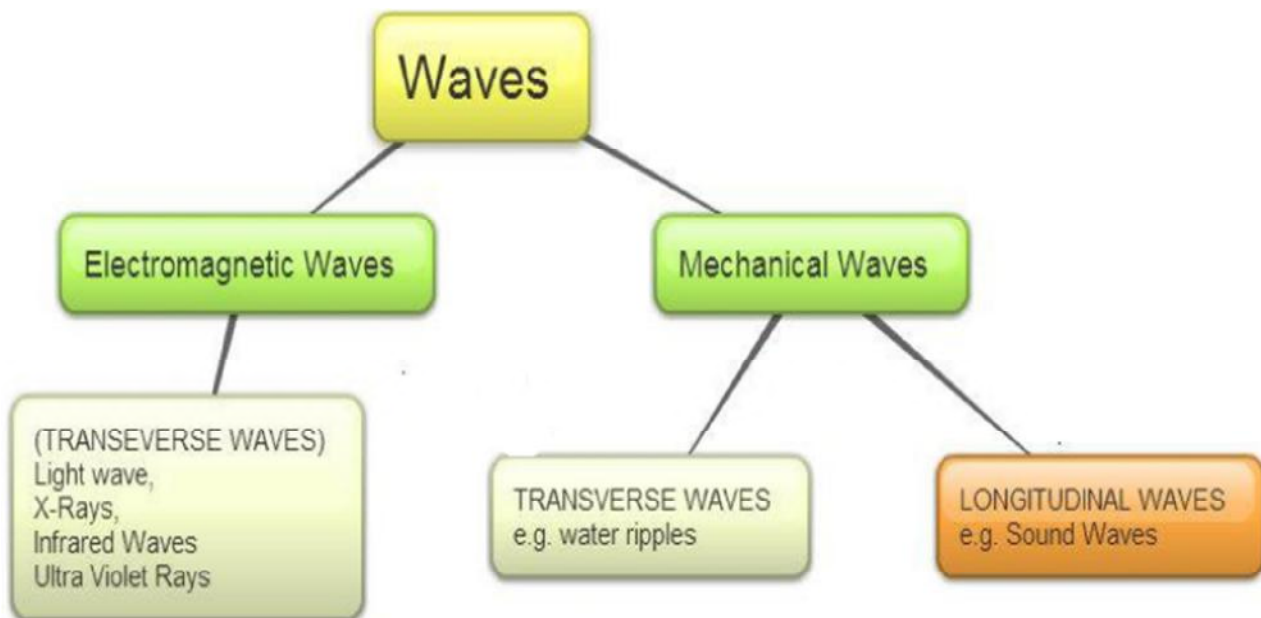 Waves
Electromagnetic Waves
Mechanical Waves
(TRANSEVERSE WAVES)
Light wave,
X-Rays,
Infrared Waves
Ultra Violet Rays
TRANSVERSE WAVES
e.g. water ripples
LONGITUDINAL WAVES
e.g. Sound Waves